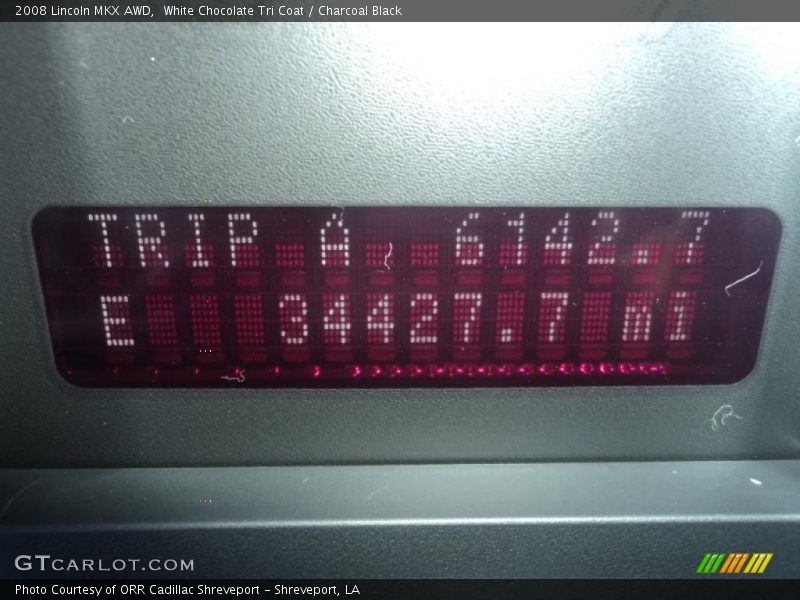 2008 Lincoln MKX AWD,  White Chocolate Tri Coat / Charcoal Black
TRIP A  6142.7
E  34427.7 mi
GTCARLOT.COM
Photo Courtesy of ORR Cadillac Shreveport - Shreveport, LA